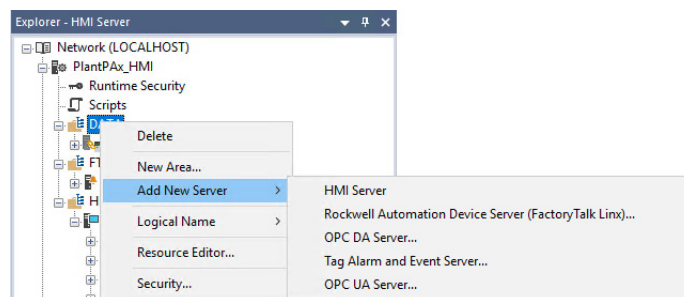 Explorer - HMI Server
Network (LOCALHOST)
PlantPAx_HMI
Runtime Security
Scripts
Delete
New Area...
Add New Server
HMI Server
Logical Name
Rockwell Automation Device Server (FactoryTalk Linx)...
OPC DA Server...
Resource Editor...
Tag Alarm and Event Server...
Security...
OPC UA Server...